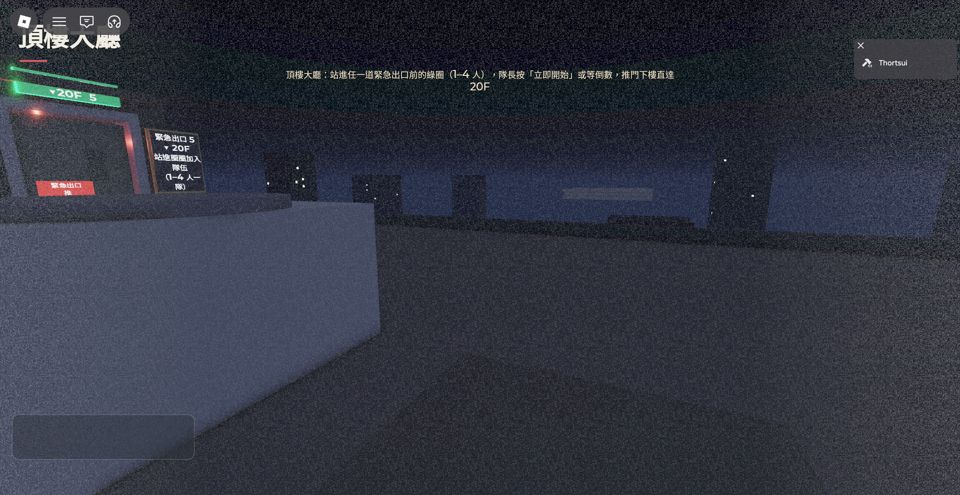 頂樓大廳
Thortsui
頂樓大廳：站進任一道緊急出口前的綠圈（1–4 人），隊長按「立即開始」或等倒數，推門下樓直達
20F
▼20F 5
緊急出口 5
▼ 20F
站進圈圈加入
隊伍
（1–4 人一
隊）
緊急出口
推